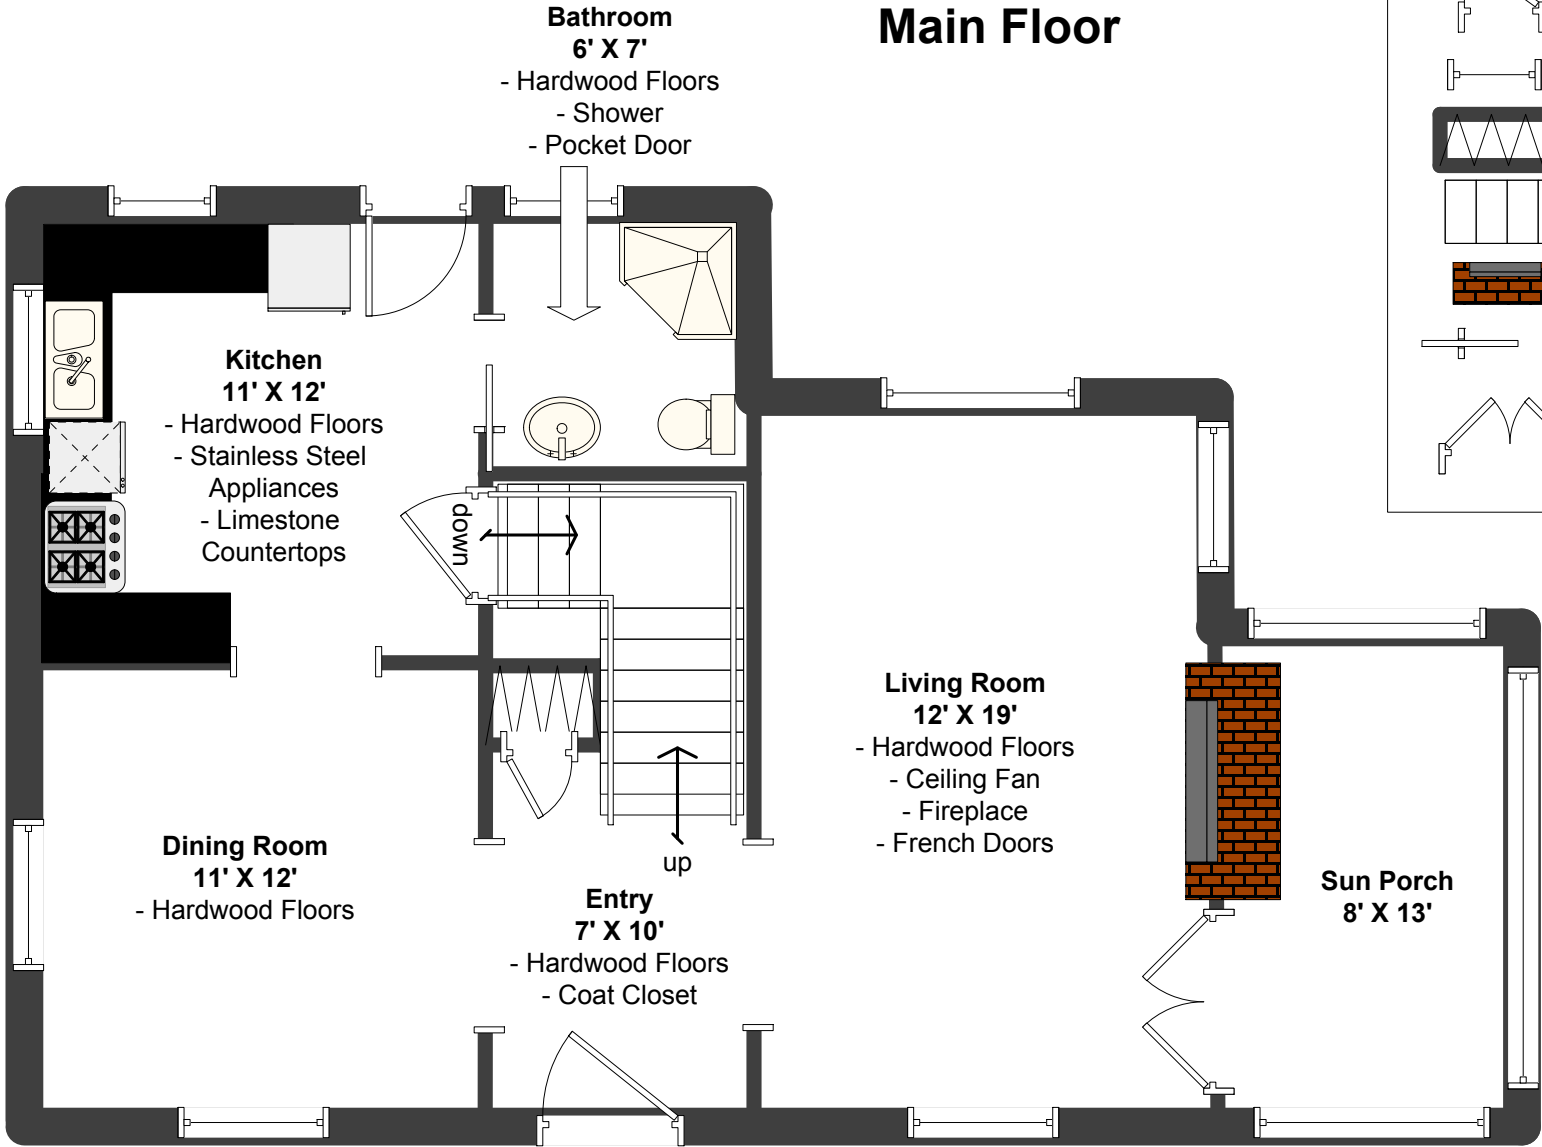 Main Floor
Bathroom
6' X 7'
- Hardwood Floors
- Shower
- Pocket Door
Kitchen
11' X 12'
- Hardwood Floors
- Stainless Steel
Appliances
- Limestone
Countertops
down
Living Room
12' X 19'
- Hardwood Floors
- Ceiling Fan
- Fireplace
- French Doors
Dining Room
11' X 12'
- Hardwood Floors
up
Entry
7' X 10'
- Hardwood Floors
- Coat Closet
Sun Porch
8' X 13'